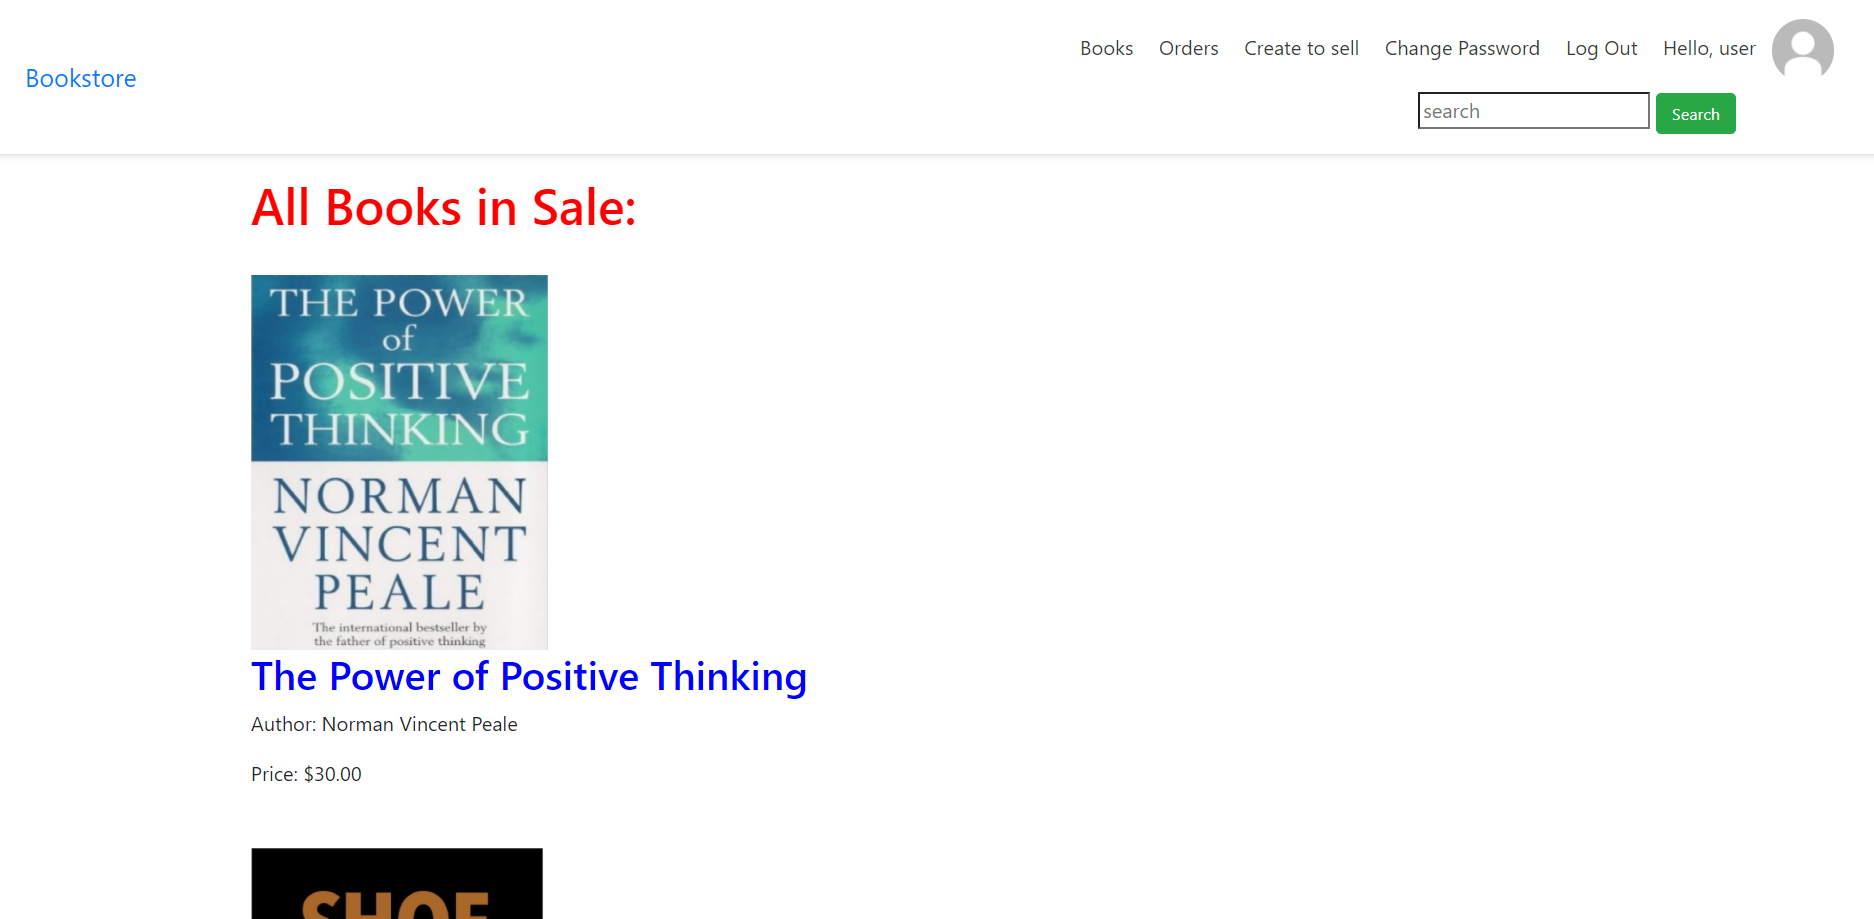 Bookstore
Books Orders Create to sell Change Password Log Out Hello, user
search Search
All Books in Sale:
THE POWER
of
POSITIVE
THINKING
NORMAN
VINCENT
PEALE
The international bestseller by
the father of positive thinking
The Power of Positive Thinking
Author: Norman Vincent Peale
Price: $30.00
SHOE